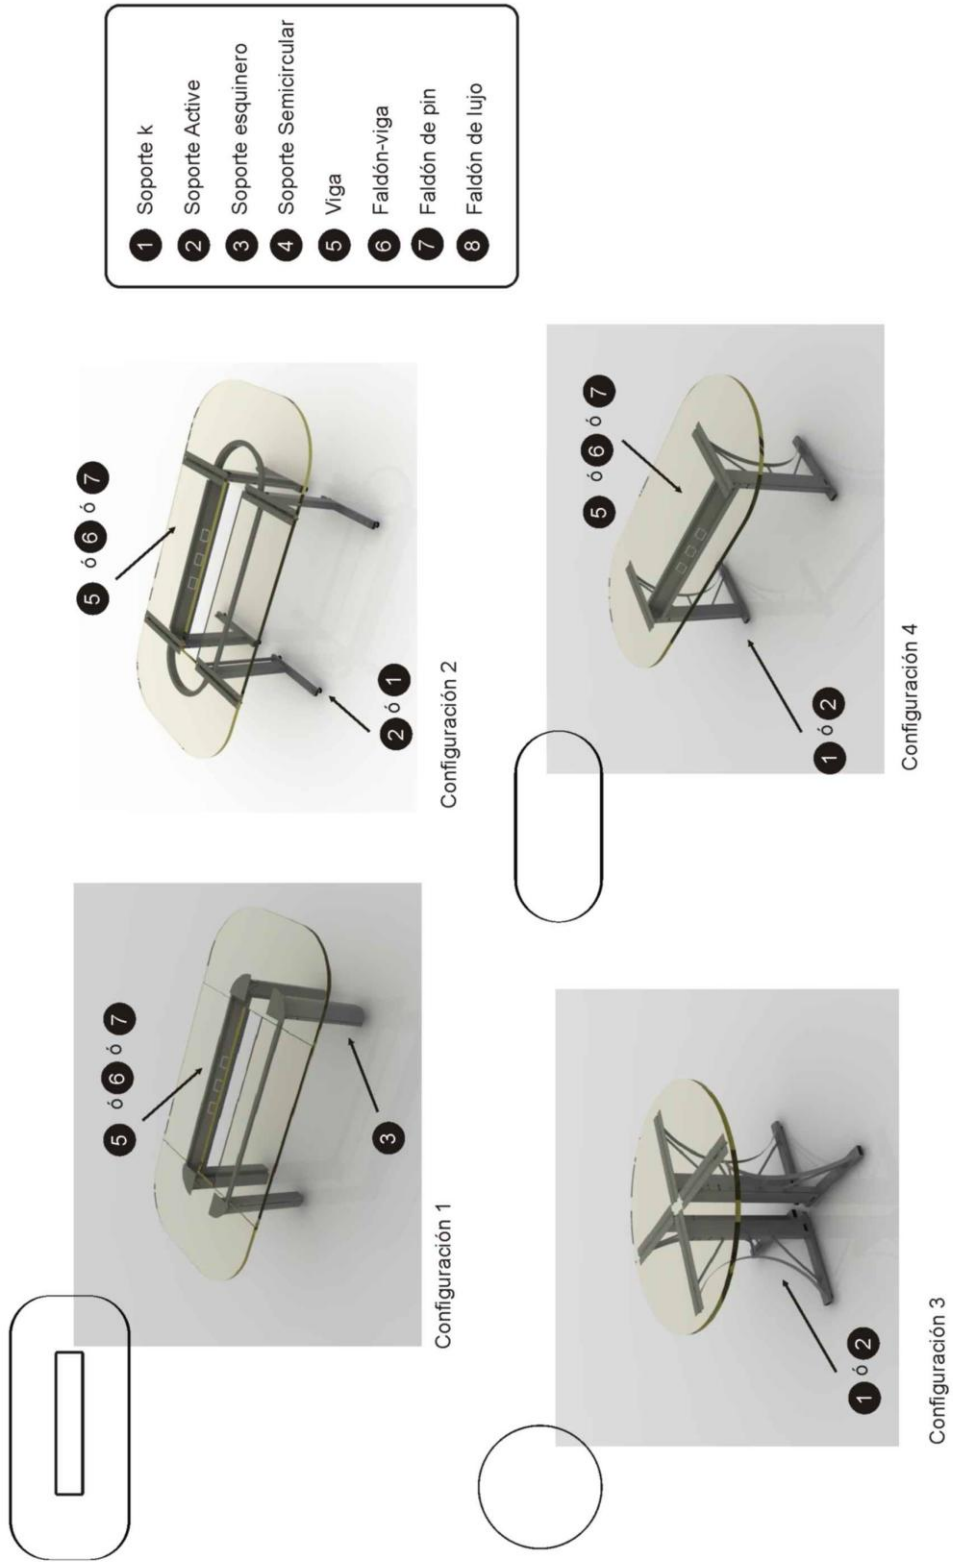 5 ó 6 ó 7
3
Configuración 1
5 ó 6 ó 7
2 ó 1
Configuración 2
1 Soporte k
2 Soporte Active
3 Soporte esquinero
4 Soporte Semicircular
5 Viga
6 Faldón-viga
7 Faldón de pin
8 Faldón de lujo
1 ó 2
Configuración 3
5 ó 6 ó 7
1 ó 2
Configuración 4